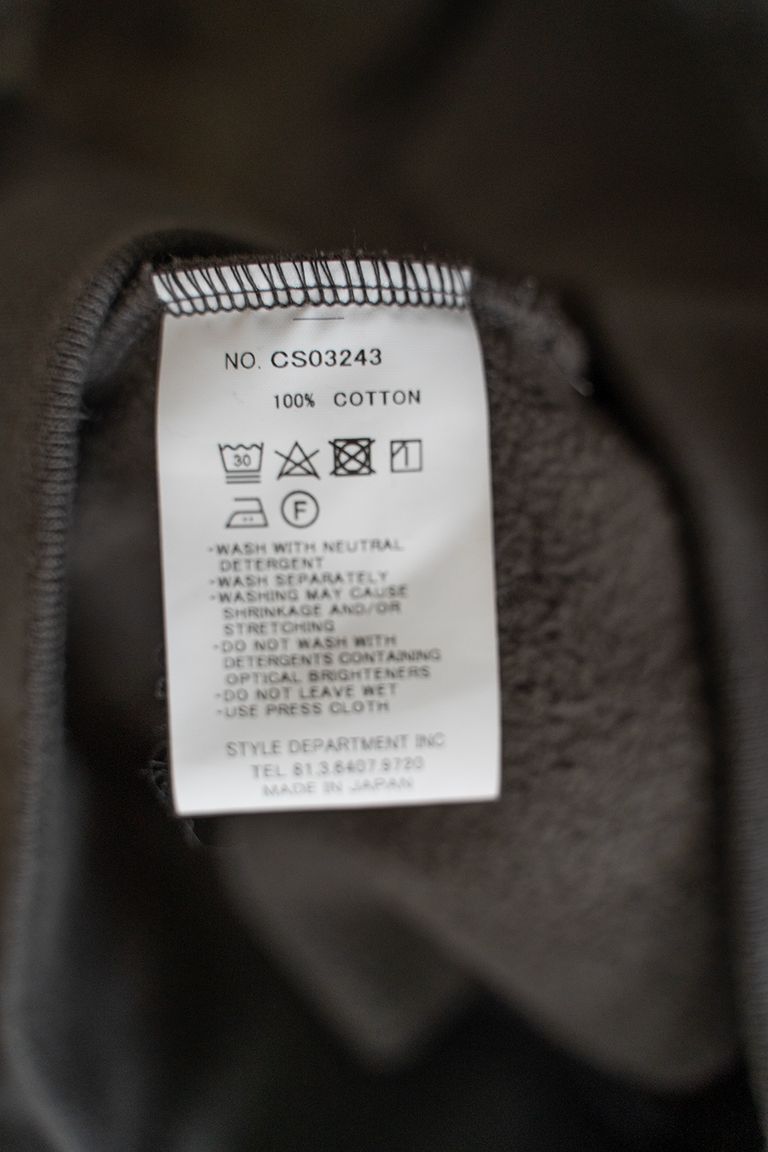 NO. CS03243
100% COTTON
30
F
-WASH WITH NEUTRAL
DETERGENT
-WASH SEPARATELY
-WASHING MAY CAUSE
SHRINKAGE AND/OR
STRETCHING
-DO NOT WASH WITH
DETERGENTS CONTAINING
OPTICAL BRIGHTENERS
-DO NOT LEAVE WET
-USE PRESS CLOTH
STYLE DEPARTMENT INC
TEL 81.3.6407.9720
MADE IN JAPAN